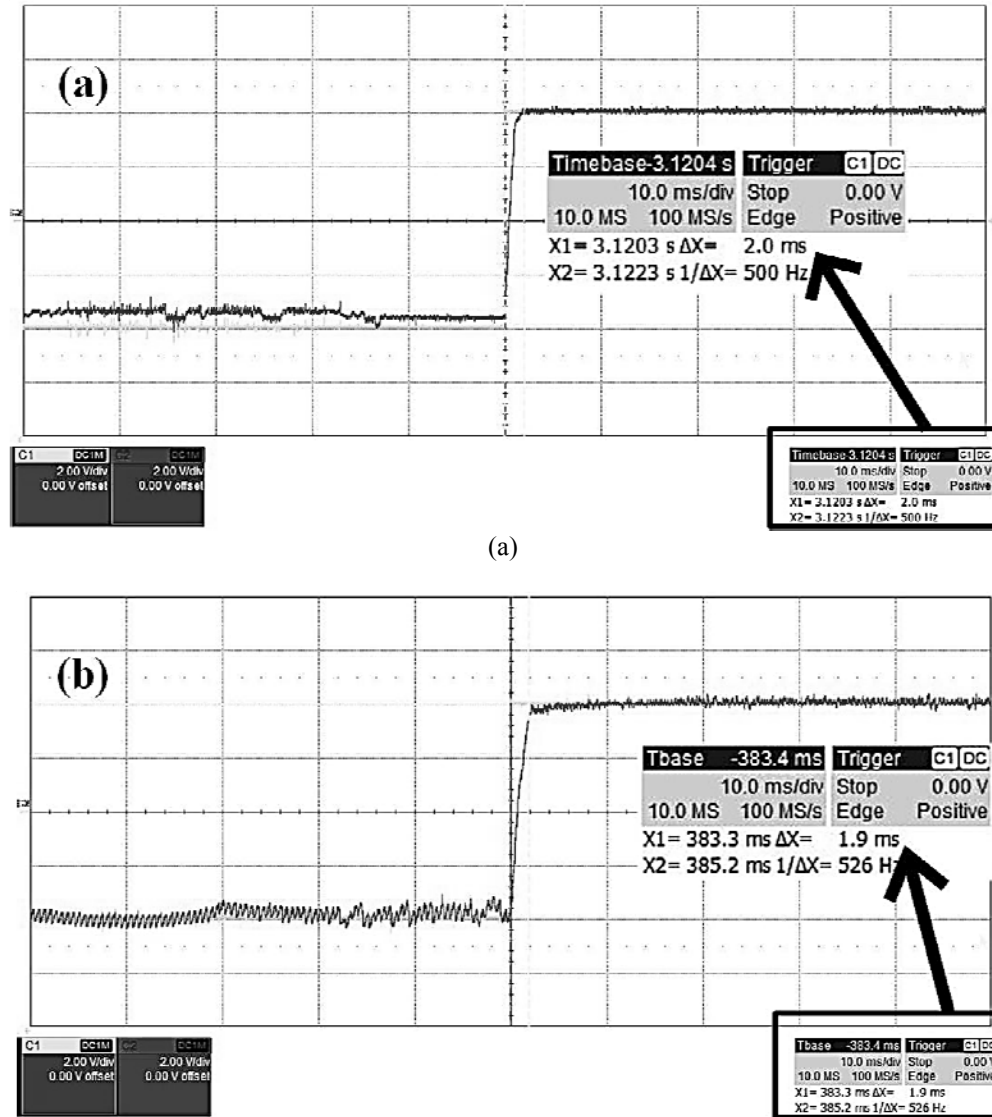 (a)
Timebase-3.1204 s Trigger C1 DC
10.0 ms/div Stop 0.00 V
10.0 MS 100 MS/s Edge Positive
X1= 3.1203 s ΔX= 2.0 ms
X2= 3.1223 s 1/ΔX= 500 Hz
C1 DC1M C2 DC1M
2.00 V/div 2.00 V/div
0.00 V offset 0.00 V offset
Timebase-3.1204 s Trigger C1 DC
10.0 ms/div Stop 0.00 V
10.0 MS 100 MS/s Edge Positive
X1= 3.1203 s ΔX= 2.0 ms
X2= 3.1223 s 1/ΔX= 500 Hz
(a)
(b)
Tbase -383.4 ms Trigger C1 DC
10.0 ms/div Stop 0.00 V
10.0 MS 100 MS/s Edge Positive
X1= 383.3 ms ΔX= 1.9 ms
X2= 385.2 ms 1/ΔX= 526 Hz
C1 DC1M C2 DC1M
2.00 V/div 2.00 V/div
0.00 V offset 0.00 V offset
Tbase -383.4 ms Trigger C1 DC
10.0 ms/div Stop 0.00 V
10.0 MS 100 MS/s Edge Positive
X1= 383.3 ms ΔX= 1.9 ms
X2= 385.2 ms 1/ΔX= 526 Hz